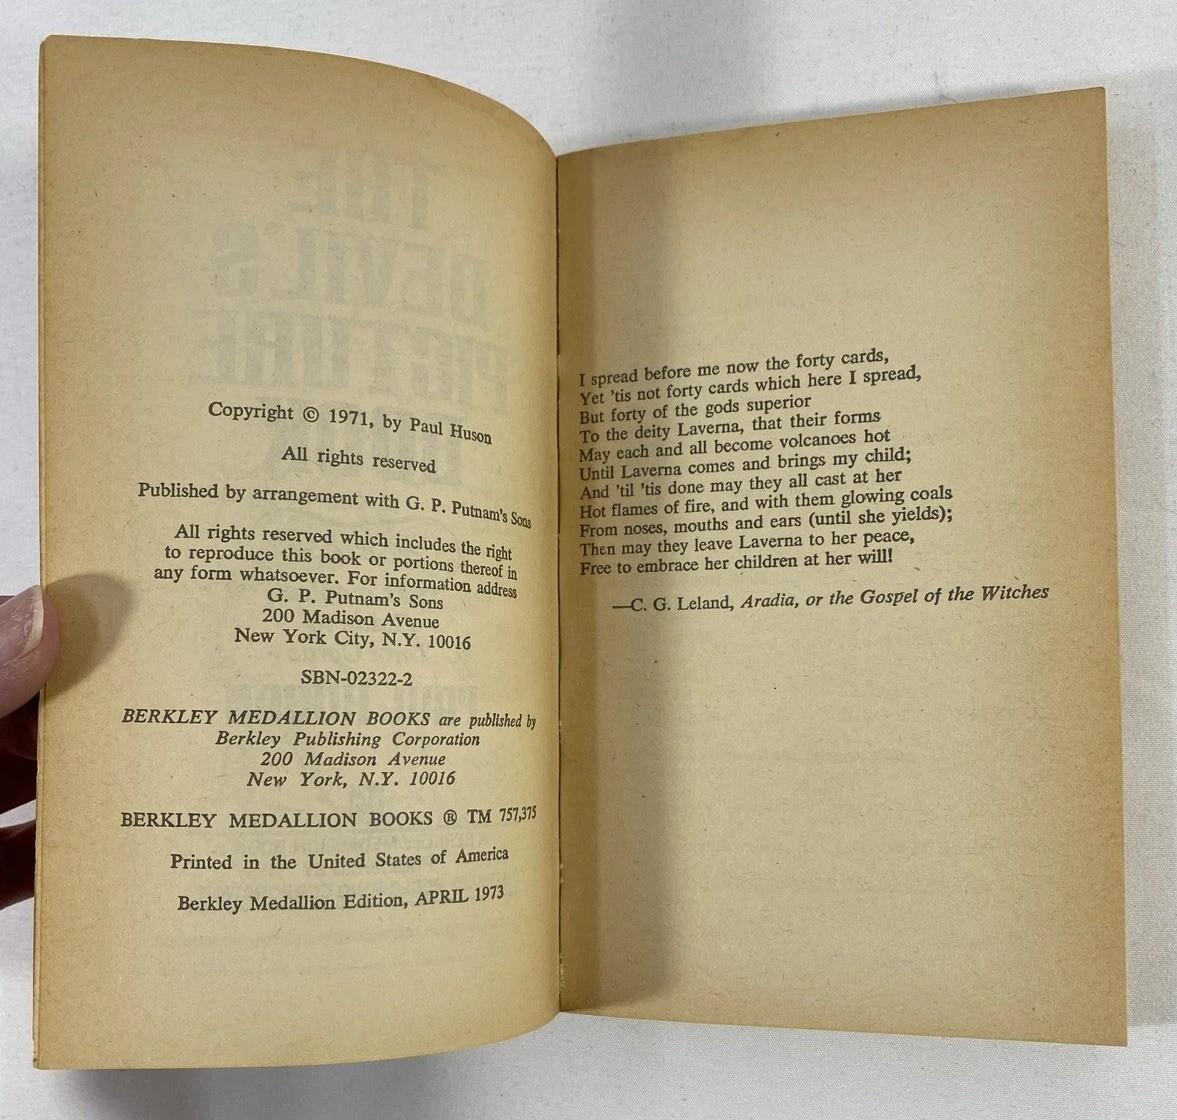 Copyright © 1971, by Paul Huson
All rights reserved
Published by arrangement with G. P. Putnam's Sons
All rights reserved which includes the right
to reproduce this book or portions thereof in
any form whatsoever. For information address
G. P. Putnam's Sons
200 Madison Avenue
New York City, N.Y. 10016
SBN-02322-2
BERKLEY MEDALLION BOOKS are published by
Berkley Publishing Corporation
200 Madison Avenue
New York, N.Y. 10016
BERKLEY MEDALLION BOOKS ® TM 757,375
Printed in the United States of America
Berkley Medallion Edition, APRIL 1973
I spread before me now the forty cards,
Yet 'tis not forty cards which here I spread,
But forty of the gods superior
To the deity Laverna, that their forms
May each and all become volcanoes hot
Until Laverna comes and brings my child;
And 'til 'tis done may they all cast at her
Hot flames of fire, and with them glowing coals
From noses, mouths and ears (until she yields);
Then may they leave Laverna to her peace,
Free to embrace her children at her will!
—C. G. Leland, Aradia, or the Gospel of the Witches